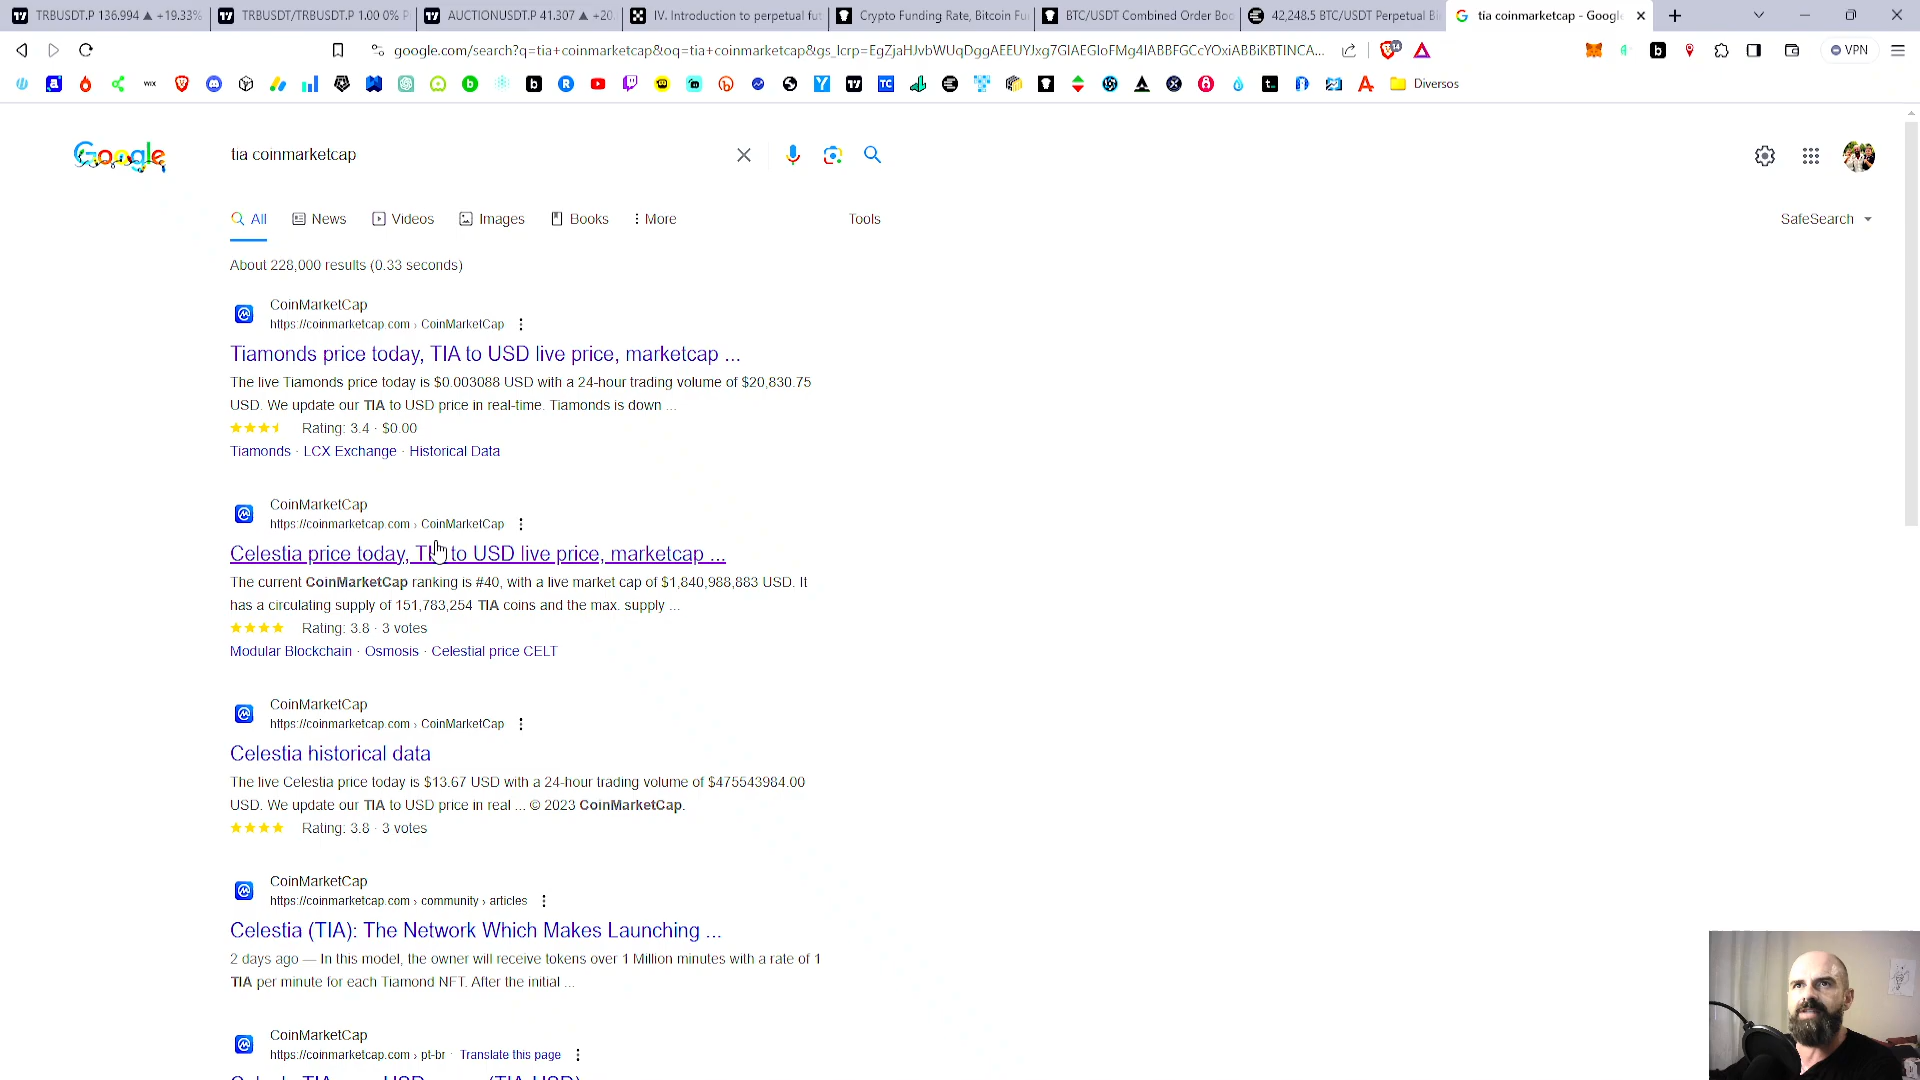 TRBUSDT.P 136.994 ▲ +19.33%
TRBUSDT/TRBUSDT.P 1.00 0%
AUCTIONUSDT.P 41.307 ▲ +20.
IV. Introduction to perpetual fut
Crypto Funding Rate, Bitcoin Fu
BTC/USDT Combined Order Boo
42,248.5 BTC/USDT Perpetual Bi
tia coinmarketcap - Googl
google.com/search?q=tia+coinmarketcap&oq=tia+coinmarketcap&gs_lcrp=EgZjaHJvbWUqDggAEEUYJxg7GIAEGIoFMg4IABBFGCcYOxiABBiKBTINCA...
VPN
Diversos
Google
tia coinmarketcap
All
News
Videos
Images
Books
More
Tools
SafeSearch
About 228,000 results (0.33 seconds)
CoinMarketCap
https://coinmarketcap.com › CoinMarketCap
Tiamonds price today, TIA to USD live price, marketcap ...
The live Tiamonds price today is $0.003088 USD with a 24-hour trading volume of $20,830.75
USD. We update our TIA to USD price in real-time. Tiamonds is down ...
Rating: 3.4 · $0.00
Tiamonds · LCX Exchange · Historical Data
CoinMarketCap
https://coinmarketcap.com › CoinMarketCap
Celestia price today, TIA to USD live price, marketcap ...
The current CoinMarketCap ranking is #40, with a live market cap of $1,840,988,883 USD. It
has a circulating supply of 151,783,254 TIA coins and the max. supply ...
Rating: 3.8 · 3 votes
Modular Blockchain · Osmosis · Celestial price CELT
CoinMarketCap
https://coinmarketcap.com › CoinMarketCap
Celestia historical data
The live Celestia price today is $13.67 USD with a 24-hour trading volume of $475543984.00
USD. We update our TIA to USD price in real ... © 2023 CoinMarketCap.
Rating: 3.8 · 3 votes
CoinMarketCap
https://coinmarketcap.com › community › articles
Celestia (TIA): The Network Which Makes Launching ...
2 days ago — In this model, the owner will receive tokens over 1 Million minutes with a rate of 1
TIA per minute for each Tiamond NFT. After the initial ...
CoinMarketCap
https://coinmarketcap.com › pt-br · Translate this page